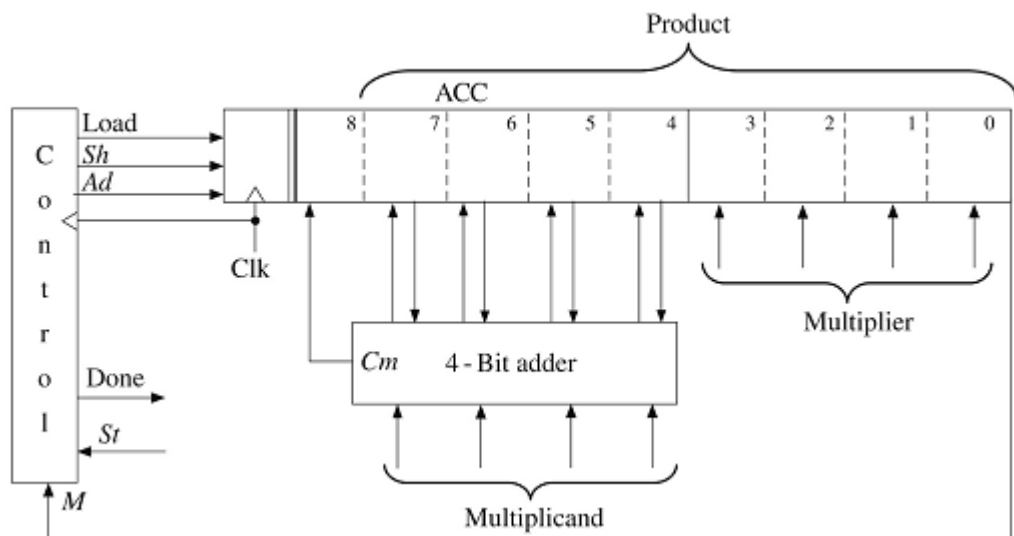 Product
ACC
Load
Sh
Ad
8 7 6 5 4 3 2 1 0
Control
Clk
Multiplier
Cm 4-Bit adder
Done
St
M
Multiplicand